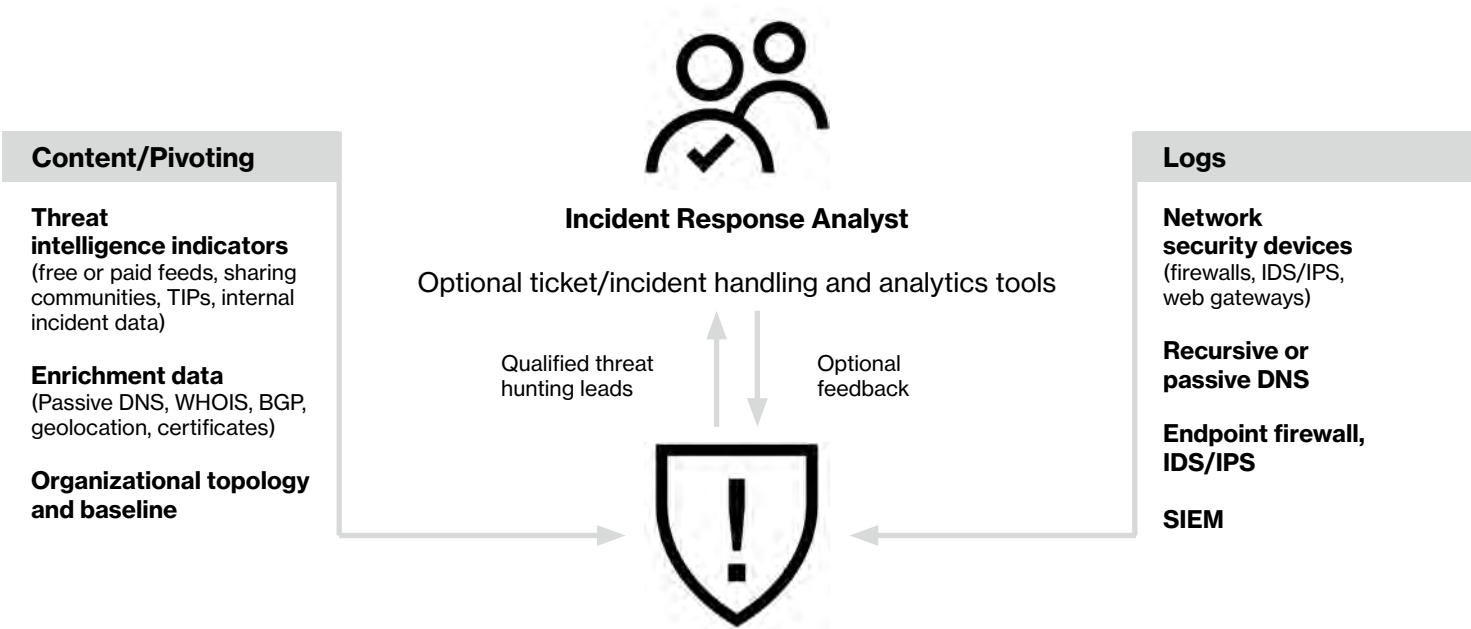 Content/Pivoting
Threat
intelligence indicators
(free or paid feeds, sharing
communities, TIPs, internal
incident data)
Enrichment data
(Passive DNS, WHOIS, BGP,
geolocation, certificates)
Organizational topology
and baseline
Incident Response Analyst
Optional ticket/incident handling and analytics tools
Qualified threat
hunting leads
Optional
feedback
!
Logs
Network
security devices
(firewalls, IDS/IPS,
web gateways)
Recursive or
passive DNS
Endpoint firewall,
IDS/IPS
SIEM